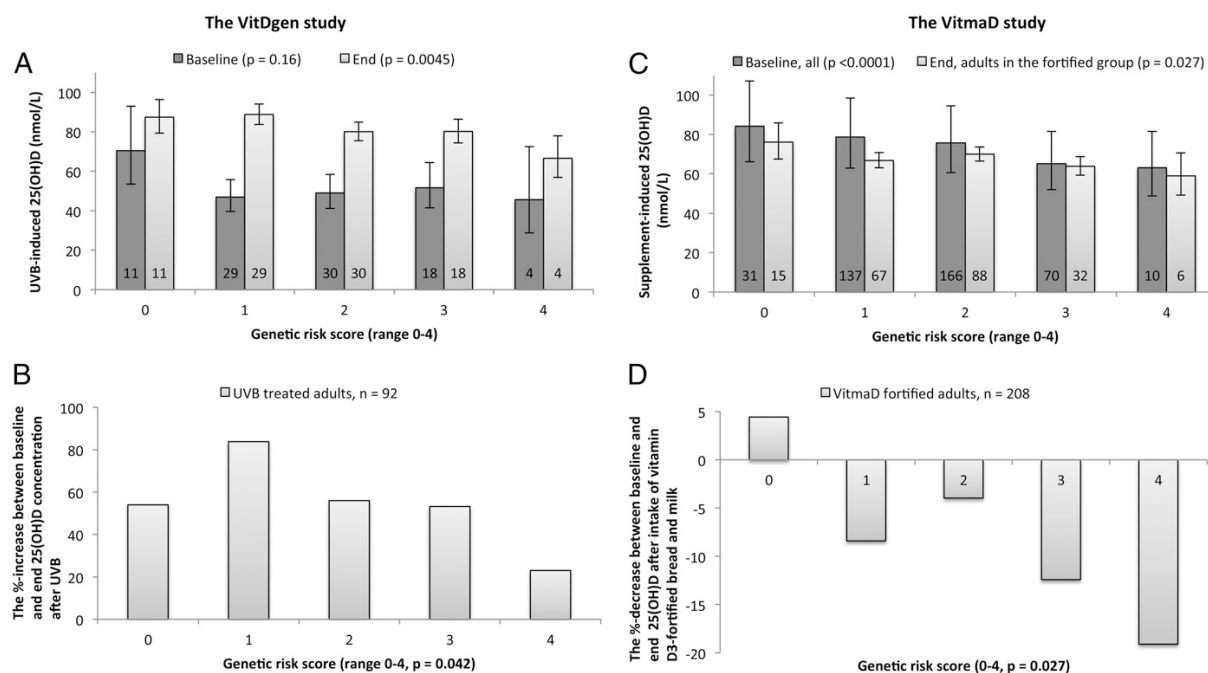 The VitDgen study
A
Baseline (p = 0.16)
End (p = 0.0045)
UVB-induced 25(OH)D (nmol/L)
100
80
60
40
20
0
11
11
29
29
30
30
18
18
4
4
0
1
2
3
4
Genetic risk score (range 0-4)
B
UVB treated adults, n = 92
The %-increase between baseline
and end 25(OH)D concentration
after UVB
100
80
60
40
20
0
0
1
2
3
4
Genetic risk score (range 0-4, p = 0.042)
The VitmaD study
C
Baseline, all (p <0.0001)
End, adults in the fortified group (p = 0.027)
Supplement-induced 25(OH)D
(nmol/L)
100
80
60
40
20
0
31
15
137
67
166
88
70
32
10
6
0
1
2
3
4
Genetic risk score (range 0-4)
D
VitmaD fortified adults, n = 208
The %-decrease between baseline and
end 25(OH)D after intake of vitamin
D3-fortified bread and milk
5
0
-5
-10
-15
-20
0
1
2
3
4
Genetic risk score (0-4, p = 0.027)